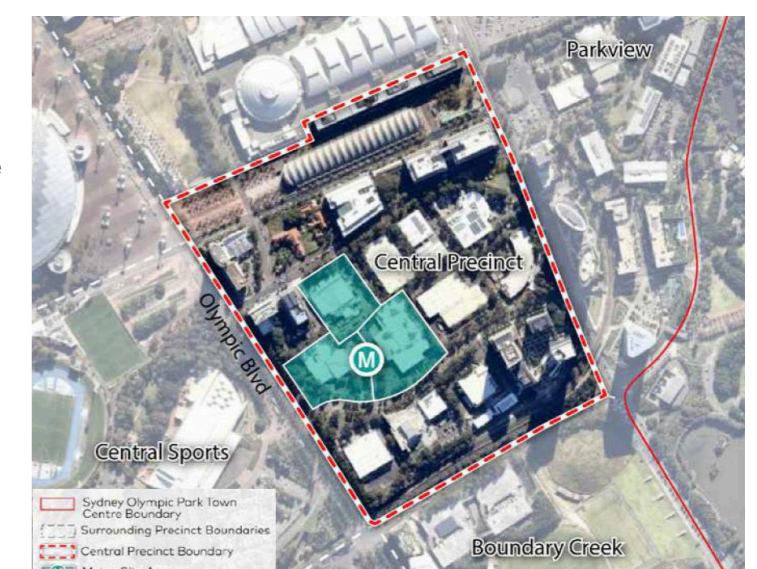 Parkview
Central Precinct
M
Olympic Blvd
Central Sports
Boundary Creek
Sydney Olympic Park Town
Centre Boundary
Surrounding Precinct Boundaries
Central Precinct Boundary